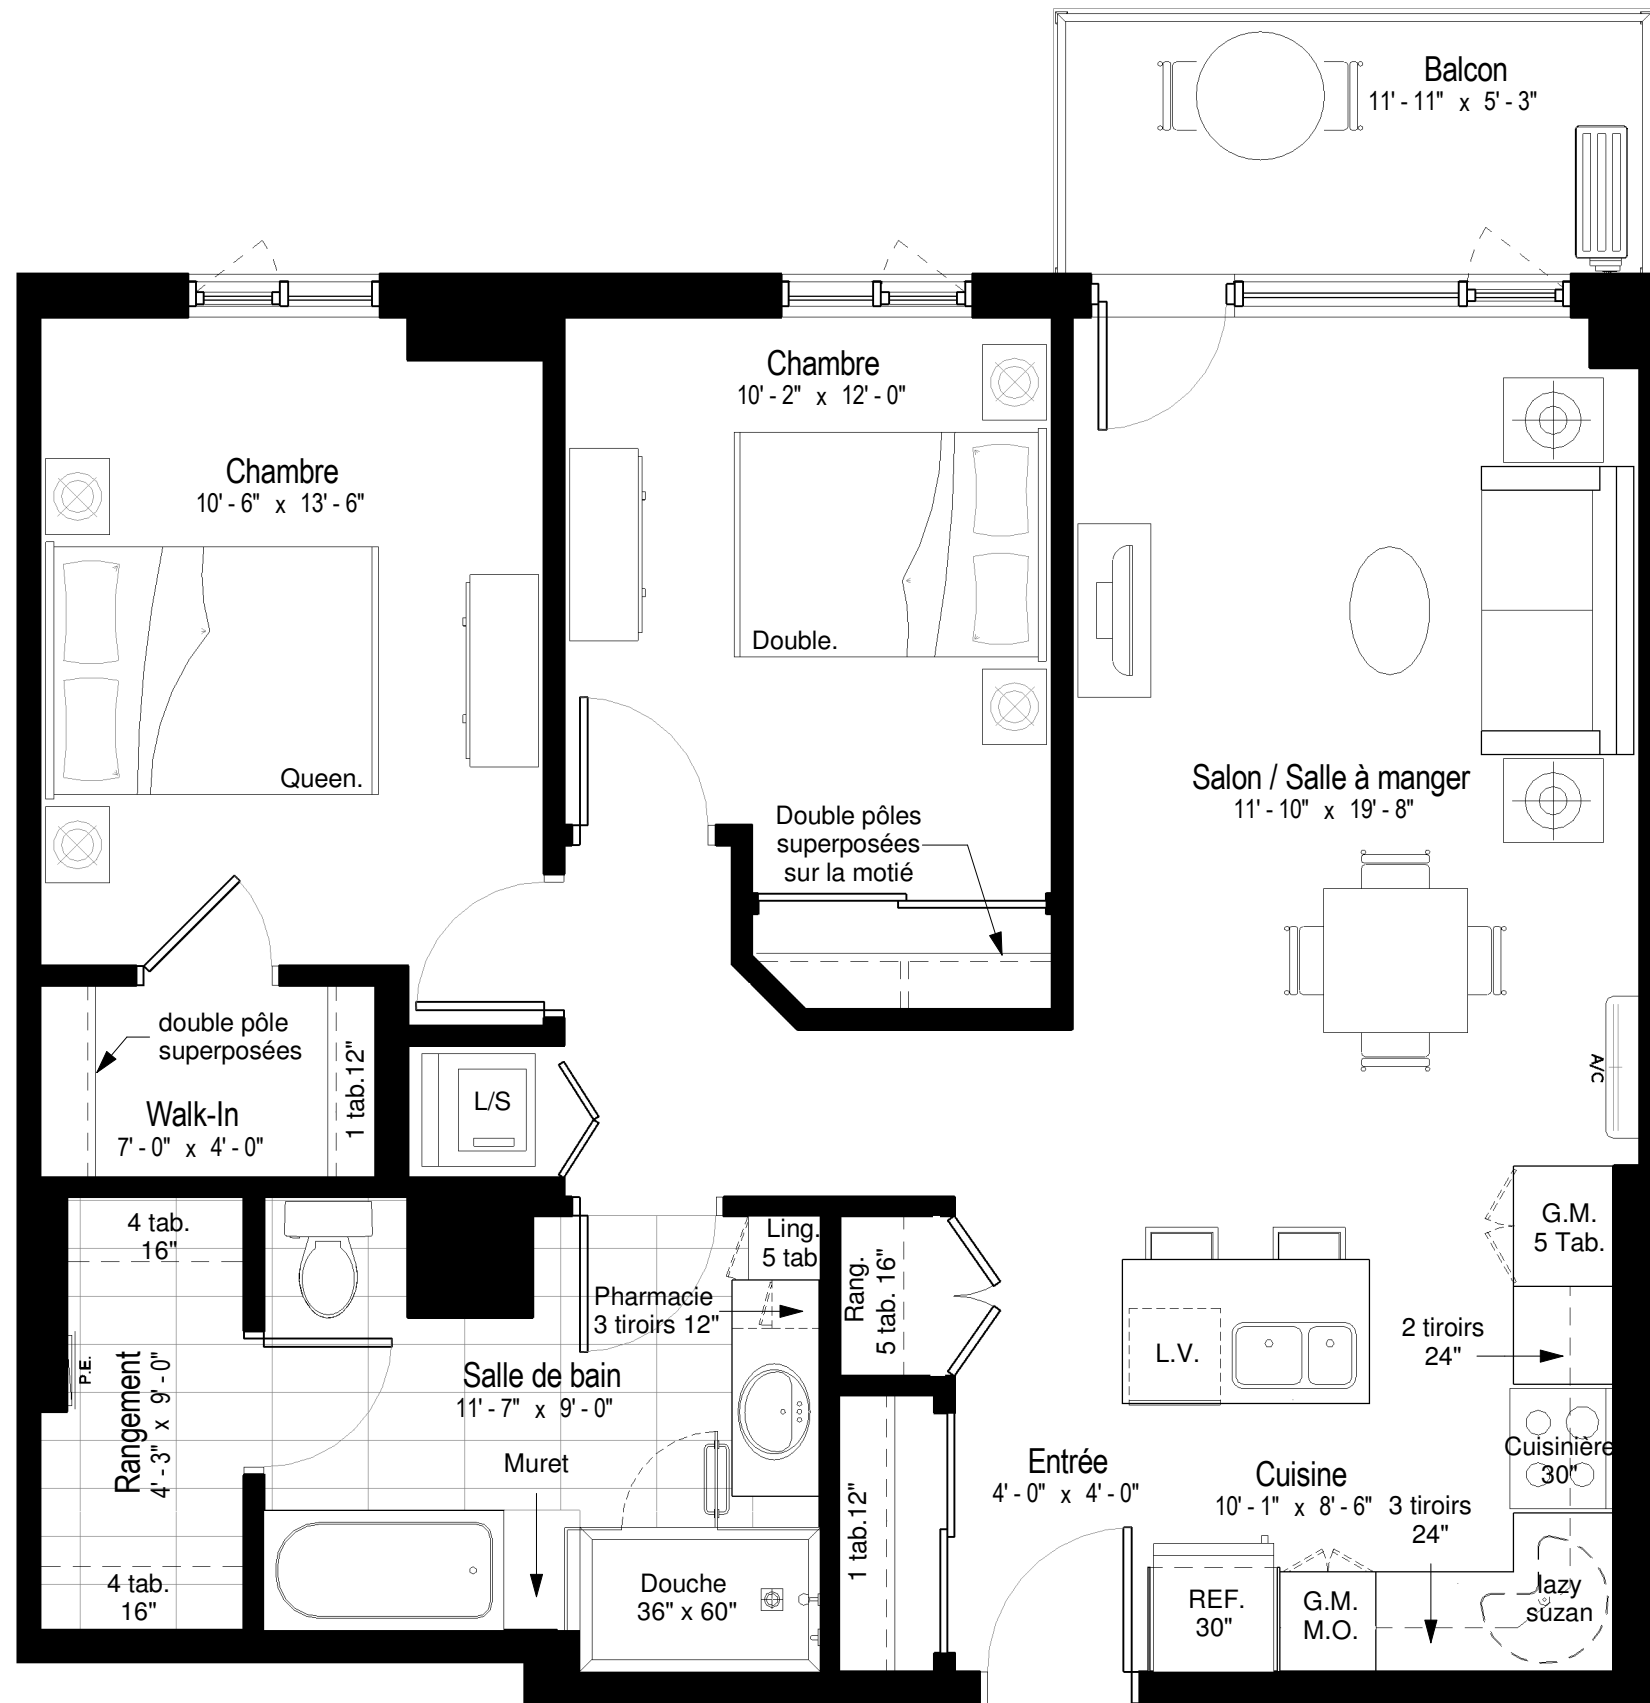 Balcon
11' - 11" x 5' - 3"
Chambre
10' - 2" x 12' - 0"
Chambre
10' - 6" x 13' - 6"
Double.
Queen.
Salon / Salle à manger
11' - 10" x 19' - 8"
Double pôles
superposées
sur la motié
double pôle
superposées
1 tab.12"
Walk-In
7' - 0" x 4' - 0"
L/S
A/C
4 tab.
16"
Ling.
5 tab
G.M.
5 Tab.
Pharmacie
3 tiroirs 12"
Rang.
5 tab. 16"
L.V.
2 tiroirs
24"
P.E.
Rangement
4' - 3" x 9' - 0"
Salle de bain
11' - 7" x 9' - 0"
Muret
Entrée
4' - 0" x 4' - 0"
Cuisine
10' - 1" x 8' - 6"
Cuisinière
30"
3 tiroirs
24"
1 tab.12"
4 tab.
16"
Douche
36" x 60"
REF.
30"
G.M.
M.O.
lazy
suzan